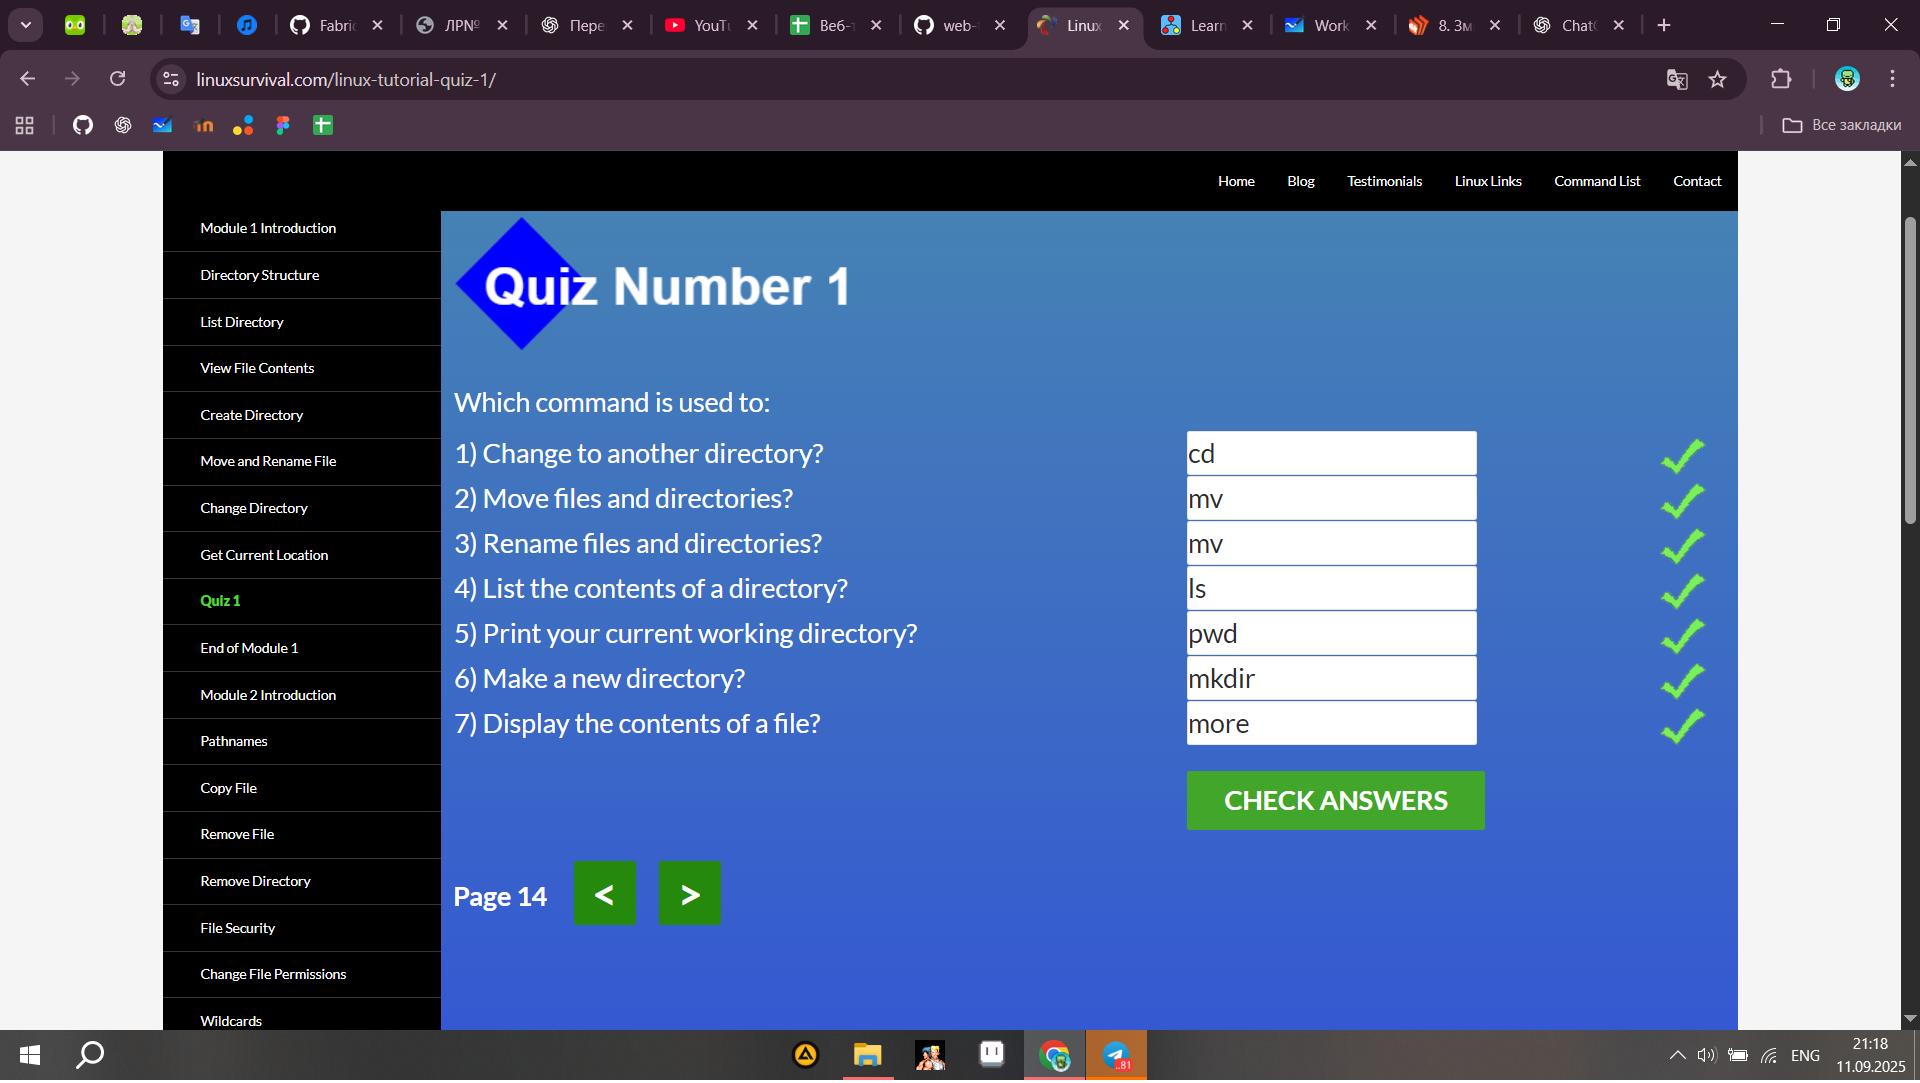 Fabric
ЛР№
Пере
YouTu
Веб-т
web-
Linux
Learn
Work
8. Зм
Chat
linuxsurvival.com/linux-tutorial-quiz-1/
Все закладки
Home Blog Testimonials Linux Links Command List Contact
Module 1 Introduction
Directory Structure
List Directory
View File Contents
Create Directory
Move and Rename File
Change Directory
Get Current Location
Quiz 1
End of Module 1
Module 2 Introduction
Pathnames
Copy File
Remove File
Remove Directory
File Security
Change File Permissions
Wildcards
Quiz Number 1
Which command is used to:
1) Change to another directory? cd
2) Move files and directories? mv
3) Rename files and directories? mv
4) List the contents of a directory? ls
5) Print your current working directory? pwd
6) Make a new directory? mkdir
7) Display the contents of a file? more
CHECK ANSWERS
Page 14 < >
..81
ENG
21:18
11.09.2025